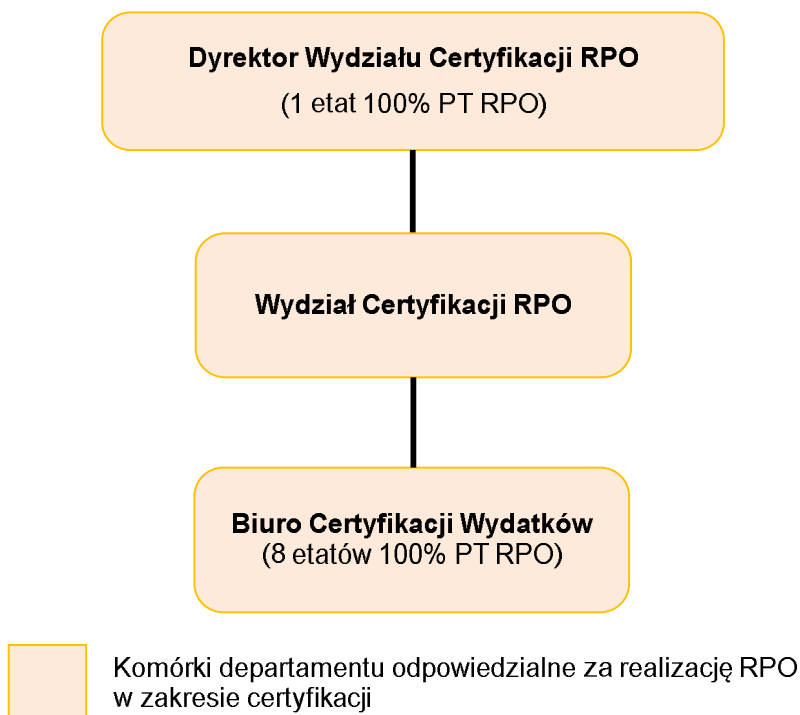 Dyrektor Wydziału Certyfikacji RPO
(1 etat 100% PT RPO)
Wydział Certyfikacji RPO
Biuro Certyfikacji Wydatków
(8 etatów 100% PT RPO)
Komórki departamentu odpowiedzialne za realizację RPO
w zakresie certyfikacji